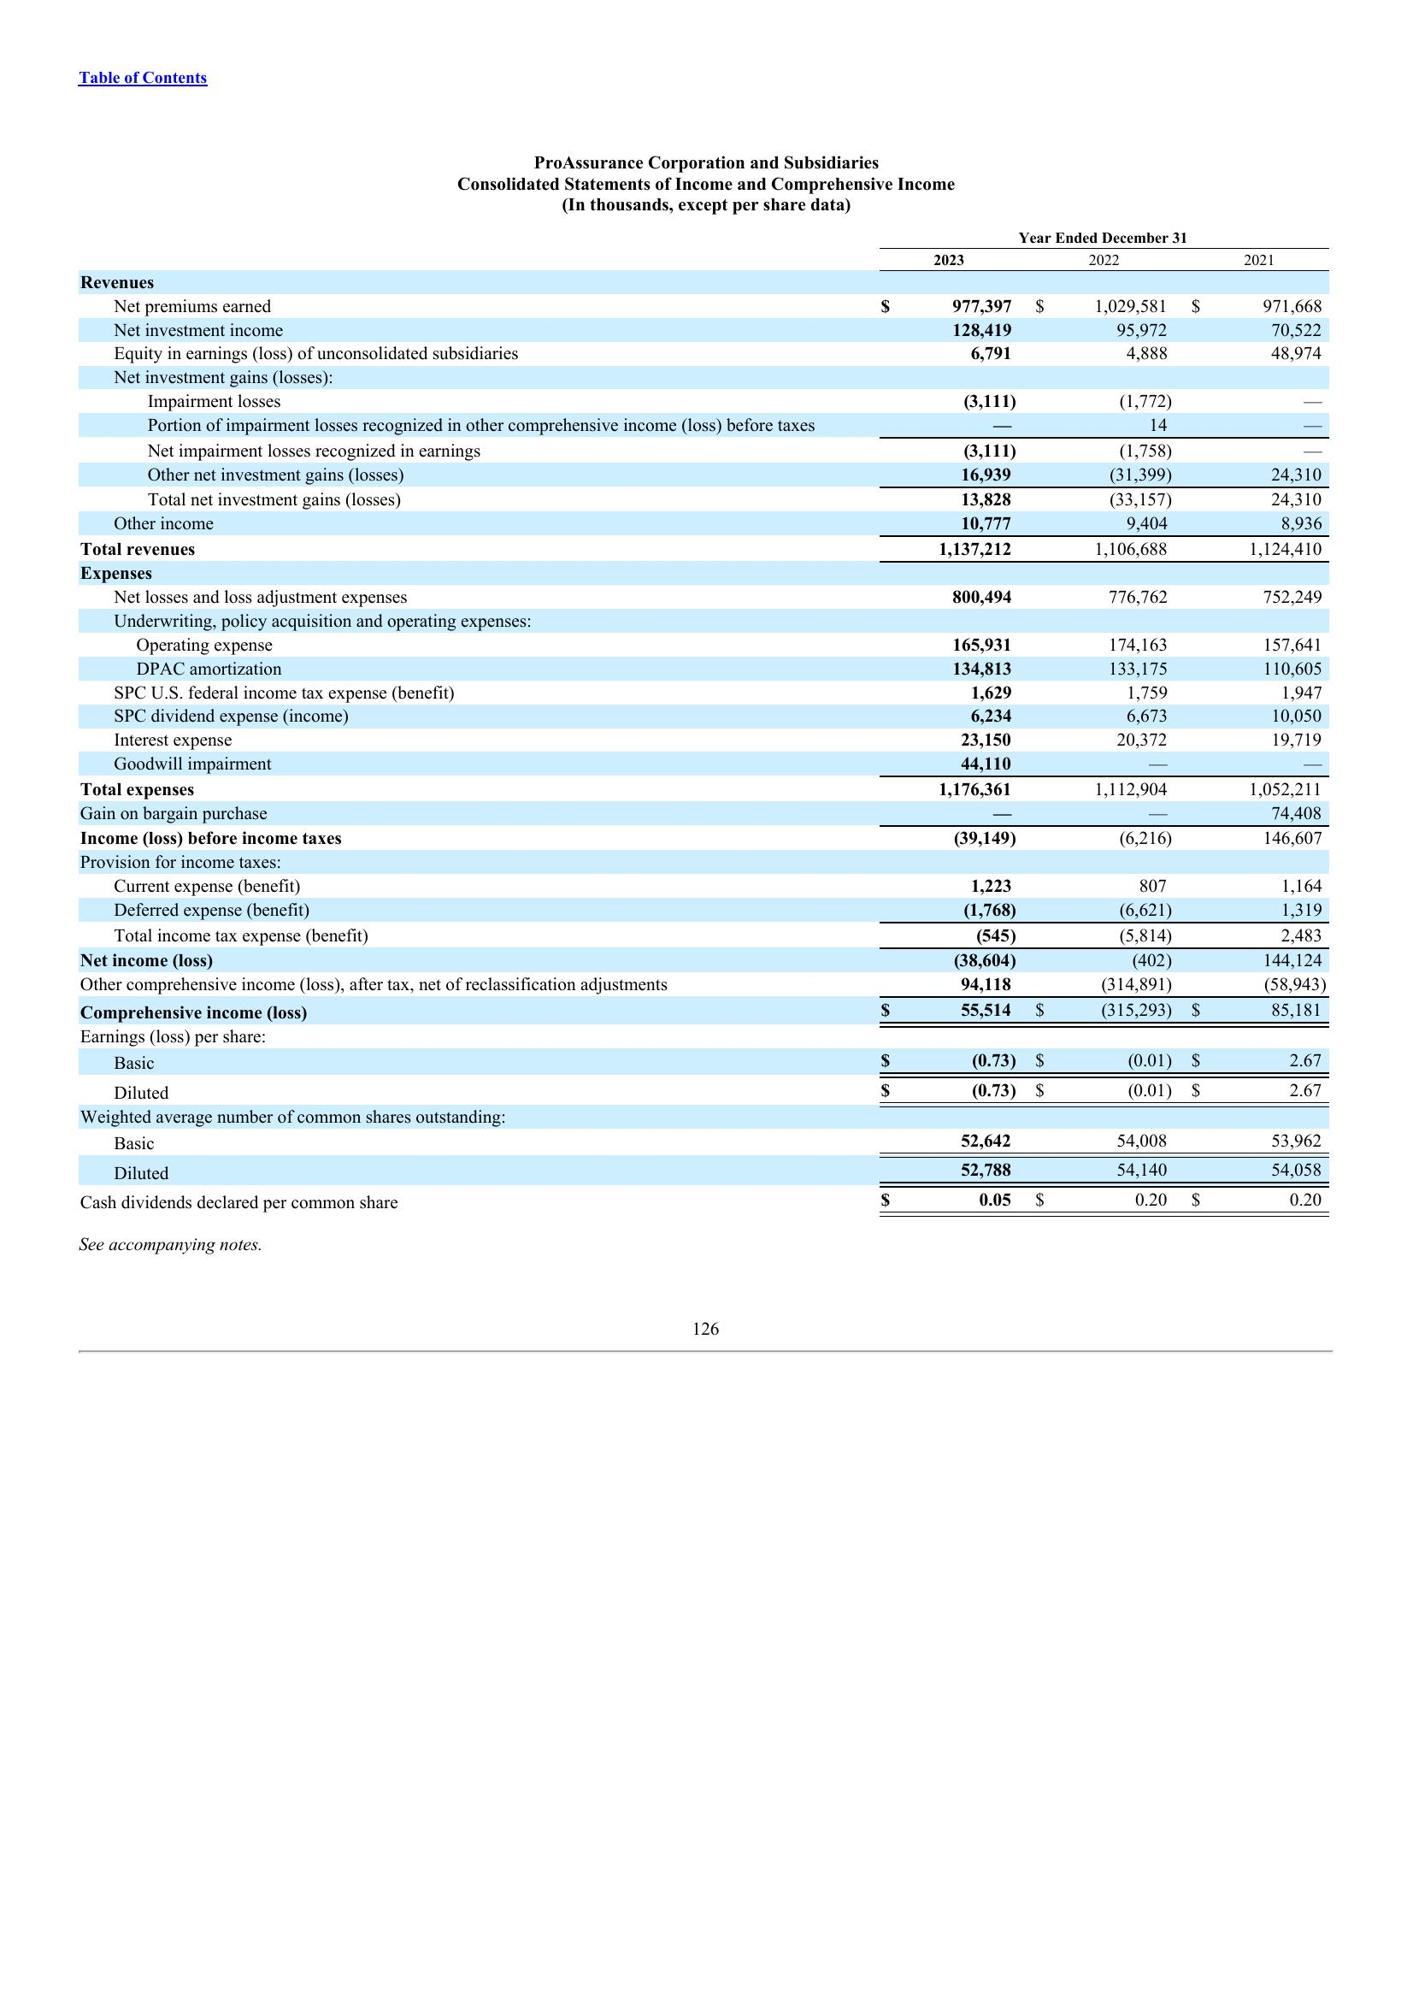 Table of Contents
ProAssurance Corporation and Subsidiaries
Consolidated Statements of Income and Comprehensive Income
(In thousands, except per share data)
Year Ended December 31
2023 2022 2021
Revenues
Net premiums earned $ 977,397 $ 1,029,581 $ 971,668
Net investment income 128,419 95,972 70,522
Equity in earnings (loss) of unconsolidated subsidiaries 6,791 4,888 48,974
Net investment gains (losses):
Impairment losses (3,111) (1,772) —
Portion of impairment losses recognized in other comprehensive income (loss) before taxes — 14 —
Net impairment losses recognized in earnings (3,111) (1,758) —
Other net investment gains (losses) 16,939 (31,399) 24,310
Total net investment gains (losses) 13,828 (33,157) 24,310
Other income 10,777 9,404 8,936
Total revenues 1,137,212 1,106,688 1,124,410
Expenses
Net losses and loss adjustment expenses 800,494 776,762 752,249
Underwriting, policy acquisition and operating expenses:
Operating expense 165,931 174,163 157,641
DPAC amortization 134,813 133,175 110,605
SPC U.S. federal income tax expense (benefit) 1,629 1,759 1,947
SPC dividend expense (income) 6,234 6,673 10,050
Interest expense 23,150 20,372 19,719
Goodwill impairment 44,110 — —
Total expenses 1,176,361 1,112,904 1,052,211
Gain on bargain purchase — — 74,408
Income (loss) before income taxes (39,149) (6,216) 146,607
Provision for income taxes:
Current expense (benefit) 1,223 807 1,164
Deferred expense (benefit) (1,768) (6,621) 1,319
Total income tax expense (benefit) (545) (5,814) 2,483
Net income (loss) (38,604) (402) 144,124
Other comprehensive income (loss), after tax, net of reclassification adjustments 94,118 (314,891) (58,943)
Comprehensive income (loss) $ 55,514 $ (315,293) $ 85,181
Earnings (loss) per share:
Basic $ (0.73) $ (0.01) $ 2.67
Diluted $ (0.73) $ (0.01) $ 2.67
Weighted average number of common shares outstanding:
Basic 52,642 54,008 53,962
Diluted 52,788 54,140 54,058
Cash dividends declared per common share $ 0.05 $ 0.20 $ 0.20
See accompanying notes.
126